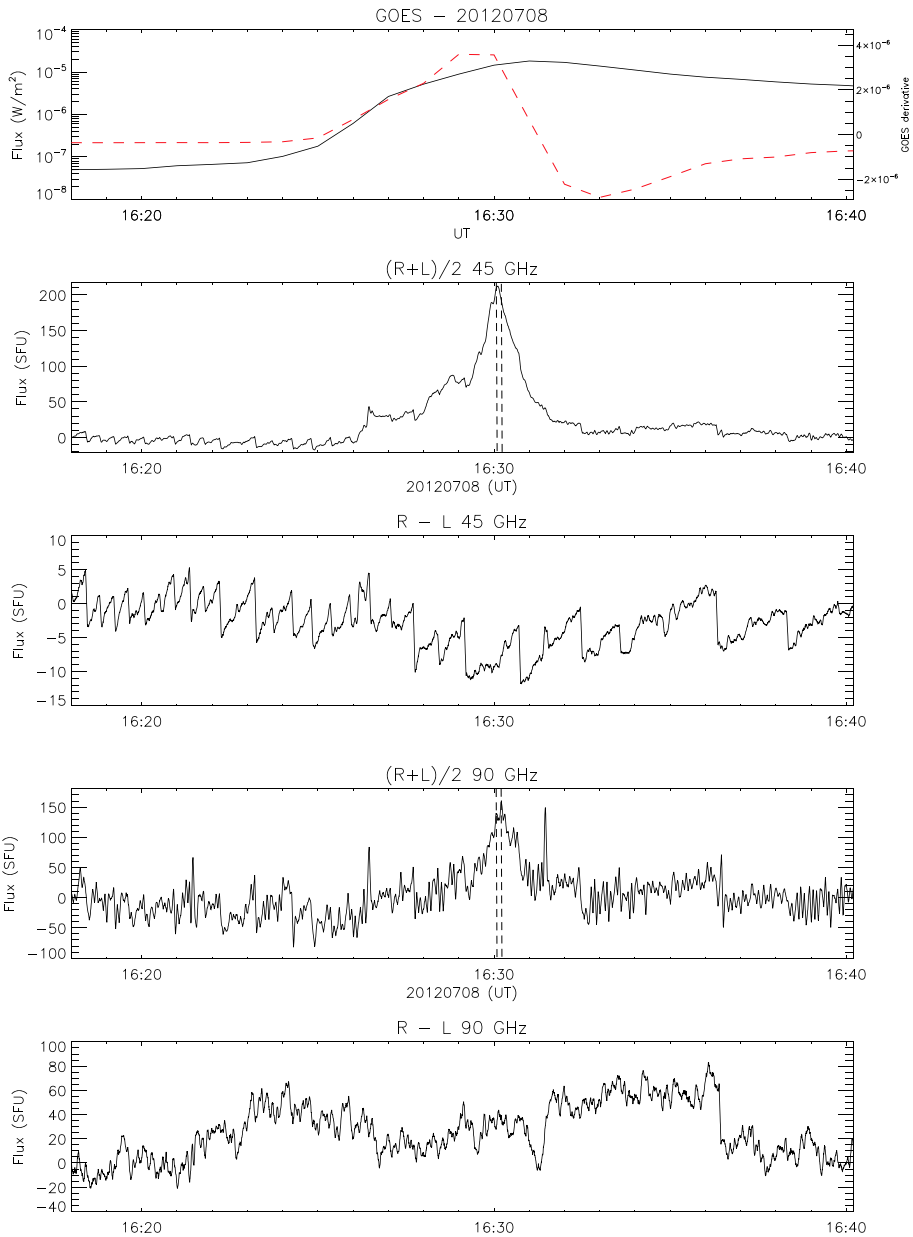 GOES − 20120708
10⁻⁴
10⁻⁵
10⁻⁶
10⁻⁷
10⁻⁸
Flux (W/m²)
4×10⁻⁶
2×10⁻⁶
0
−2×10⁻⁶
GOES derivative
16:20 16:30 16:40
UT
(R+L)/2 45 GHz
200
150
100
50
0
Flux (SFU)
16:20 16:30 16:40
20120708 (UT)
R − L 45 GHz
10
5
0
−5
−10
−15
Flux (SFU)
16:20 16:30 16:40
(R+L)/2 90 GHz
150
100
50
0
−50
−100
Flux (SFU)
16:20 16:30 16:40
20120708 (UT)
R − L 90 GHz
100
80
60
40
20
0
−20
−40
Flux (SFU)
16:20 16:30 16:40